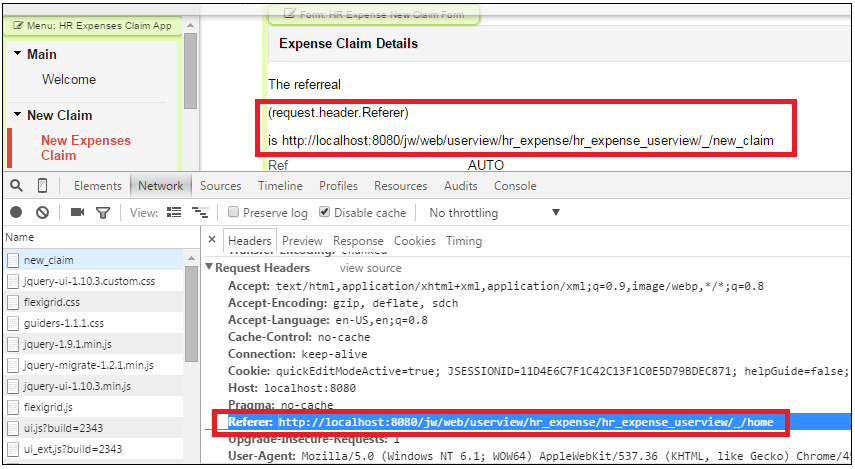 Menu: HR Expenses Claim App
Main
Welcome
New Claim
New Expenses
Claim
Form: HR Expense New Claim Form
Expense Claim Details
The referreal
(request.header.Referer)
is http://localhost:8080/jw/web/userview/hr_expense/hr_expense_userview/_/new_claim
Ref AUTO
Elements Network Sources Timeline Profiles Resources Audits Console
View: Preserve log Disable cache No throttling
Name
new_claim
jquery-ui-1.10.3.custom.css
flexigrid.css
guiders-1.1.1.css
jquery-1.9.1.min.js
jquery-migrate-1.2.1.min.js
jquery-ui-1.10.3.min.js
flexigrid.js
ui.js?build=2343
ui_ext.js?build=2343
× Headers Preview Response Cookies Timing
Transfer-Encoding: chunked
Request Headers view source
Accept: text/html,application/xhtml+xml,application/xml;q=0.9,image/webp,*/*;q=0.8
Accept-Encoding: gzip, deflate, sdch
Accept-Language: en-US,en;q=0.8
Cache-Control: no-cache
Connection: keep-alive
Cookie: quickEditModeActive=true; JSESSIONID=11D4E6C7F1C42C13F1C0E5D79BDEC871; helpGuide=false;
Host: localhost:8080
Pragma: no-cache
Referer: http://localhost:8080/jw/web/userview/hr_expense/hr_expense_userview/_/home
Upgrade-Insecure-Requests: 1
User-Agent: Mozilla/5.0 (Windows NT 6.1; WOW64) AppleWebKit/537.36 (KHTML, like Gecko) Chrome/45